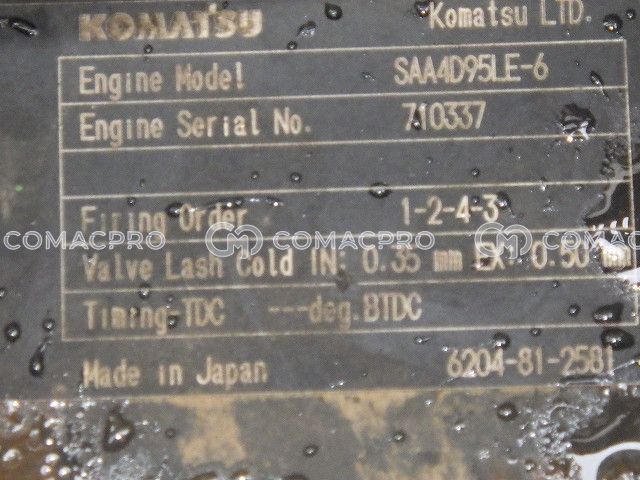 KOMATSU Komatsu LTD.
Engine Model SAA4D95LE-6
Engine Serial No. 710337
Firing Order 1-2-4-3
COMACPRO COMACPRO COMACPRO
Valve Lash Cold IN: 0.35 mm EX: 0.50 mm
Timing-TDC ---deg.BTDC
Made in Japan 6204-81-2581